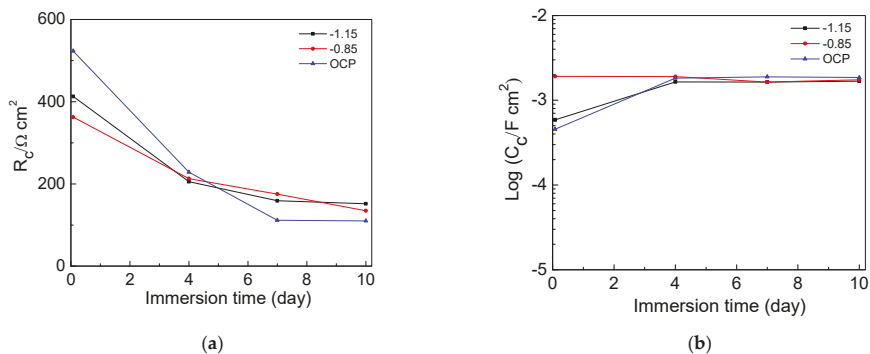 600
400
200
0
R_c/Ω cm²
-1.15
-0.85
OCP
0 2 4 6 8 10
Immersion time (day)
(a)
-2
-3
-4
-5
Log (C_c/F cm²)
-1.15
-0.85
OCP
0 2 4 6 8 10
Immersion time (day)
(b)